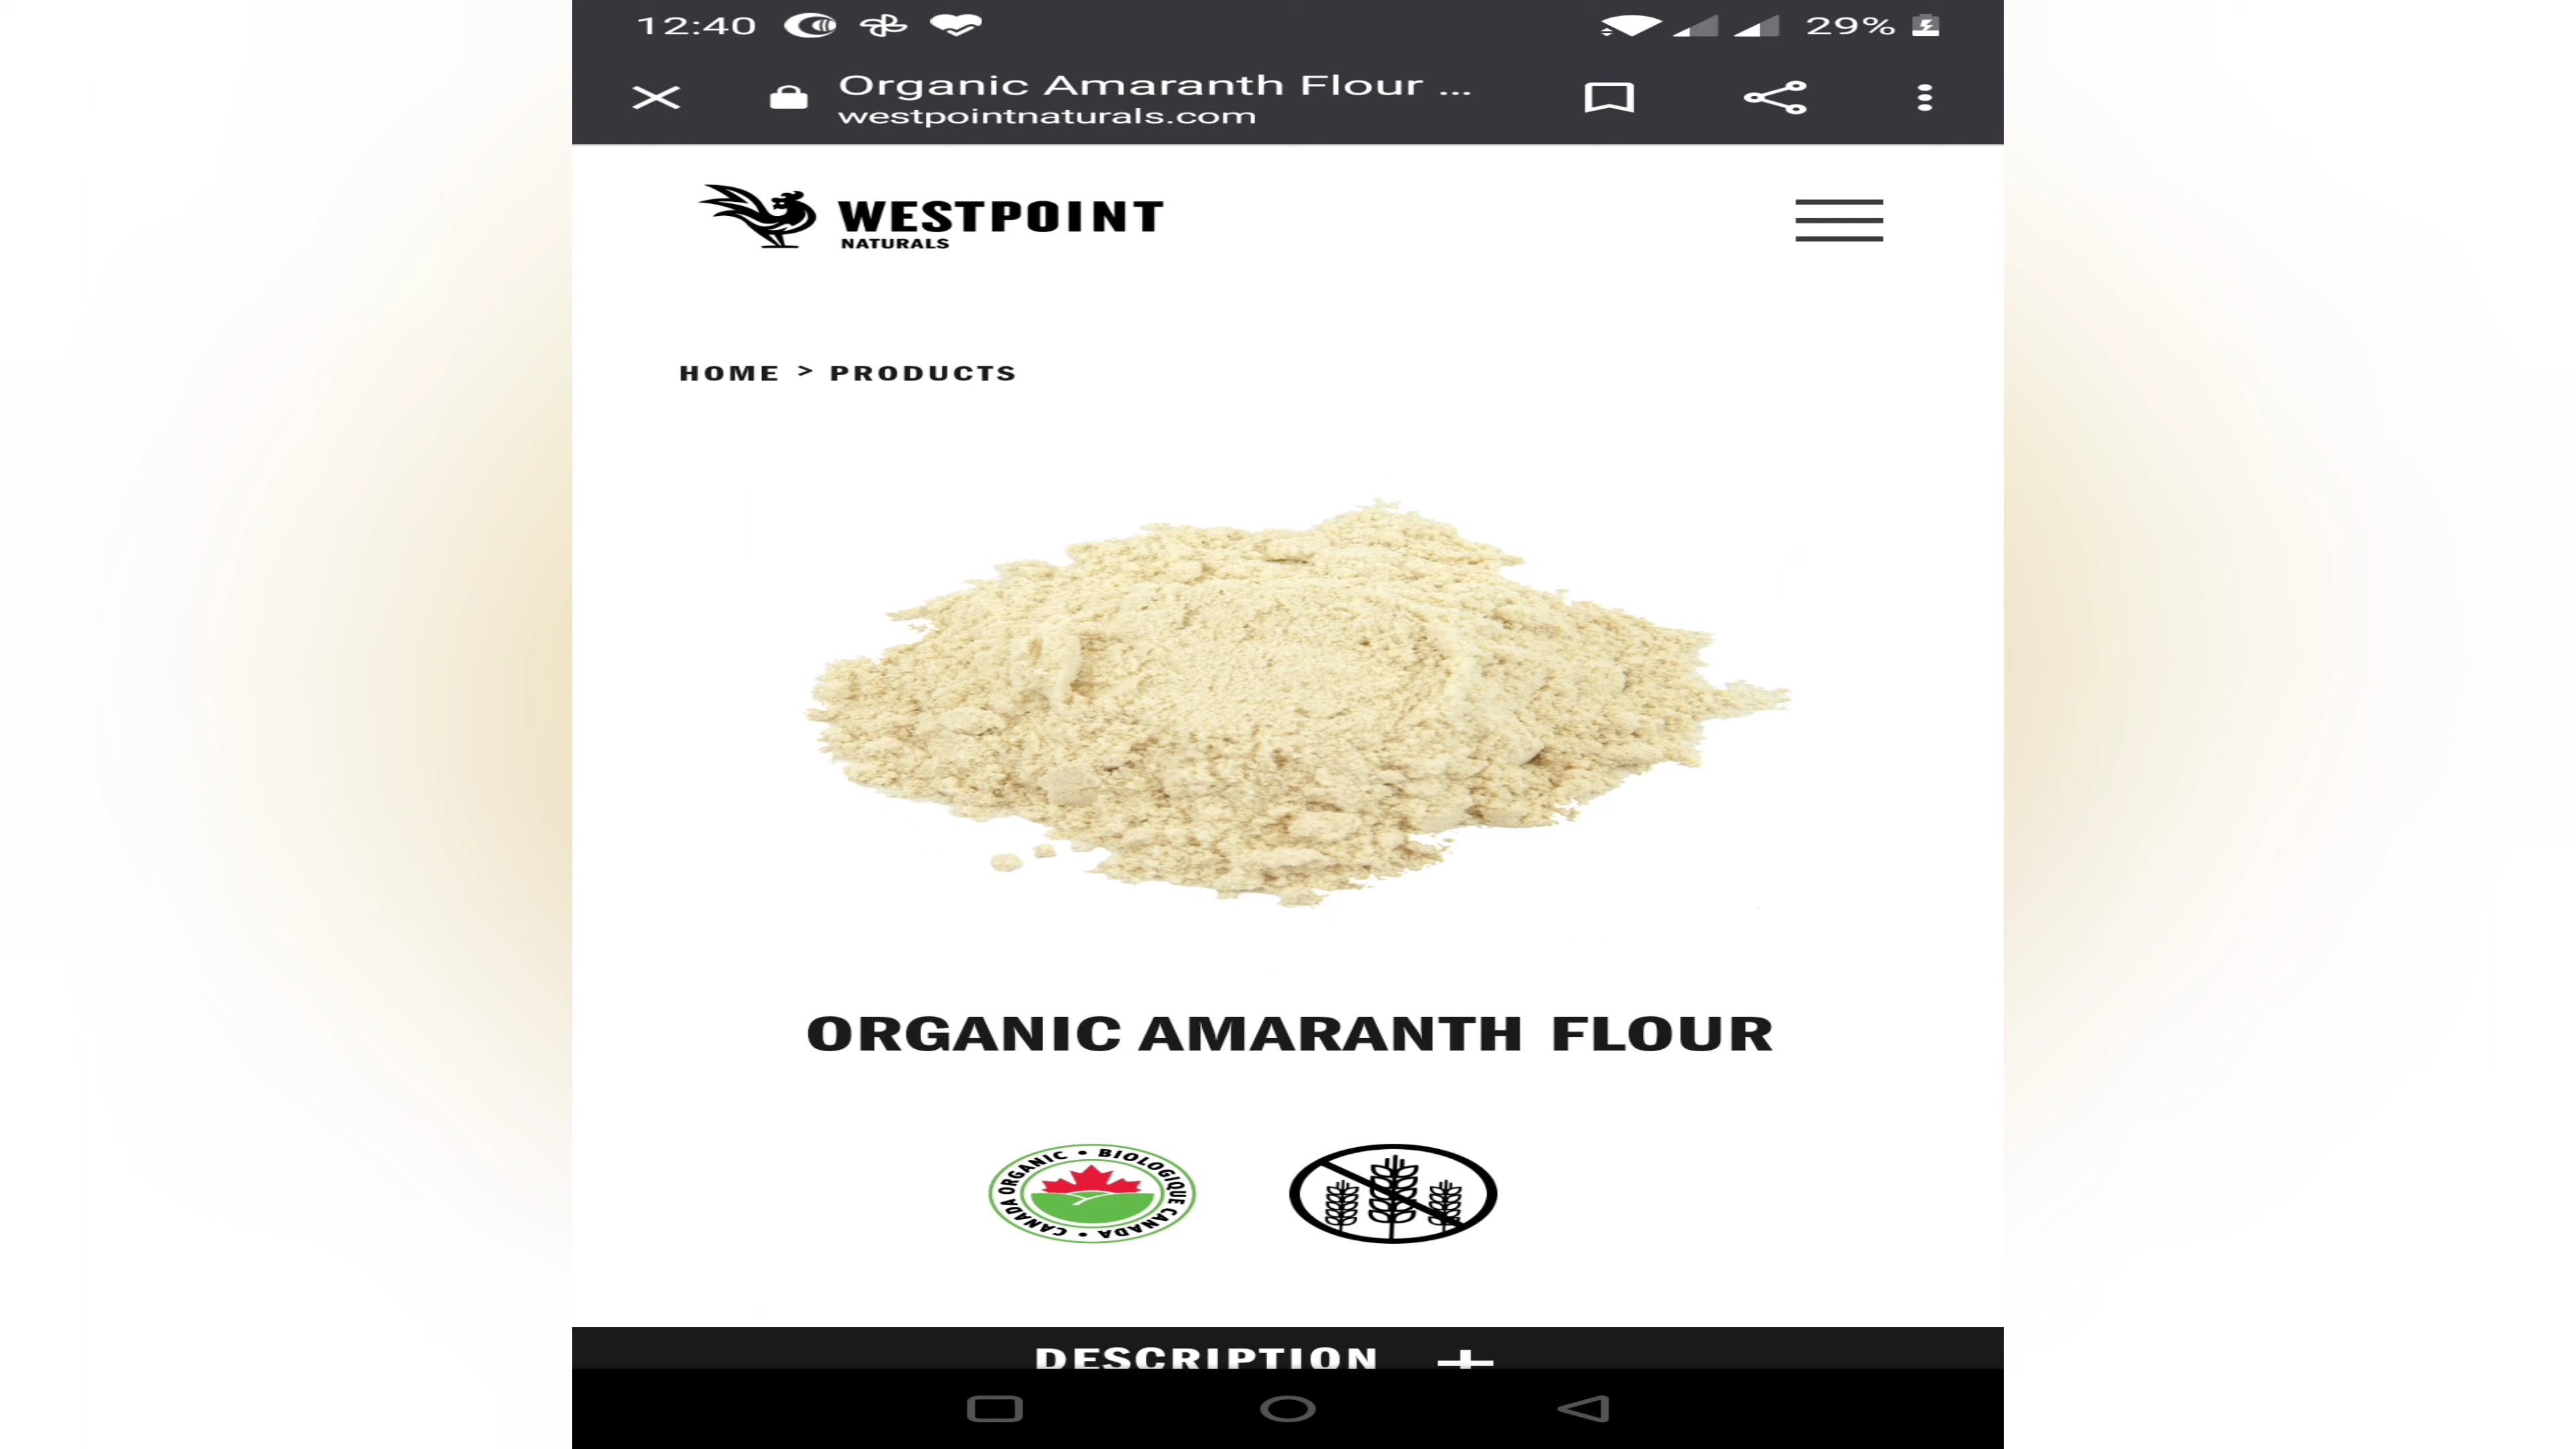 12:40
29%
Organic Amaranth Flour ...
westpointnaturals.com
WESTPOINT
NATURALS
HOME > PRODUCTS
ORGANIC AMARANTH FLOUR
CANADA ORGANIC • BIOLOGIQUE CANADA •
DESCRIPTION +